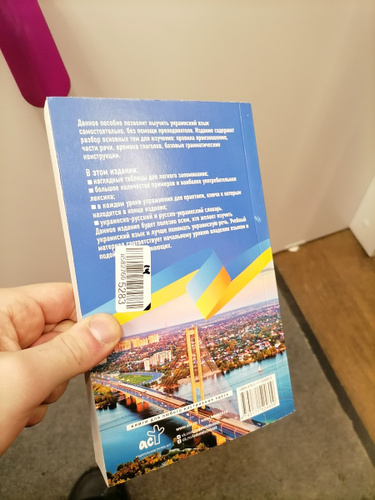 Данное пособие позволит выучить украинский язык
самостоятельно, без помощи преподавателя. Издание содержит
разбор основных тем для изучения: правила произношения,
части речи, времена глаголов, базовые грамматические
конструкции.
В этом издании:
■ наглядные таблицы для легкого запоминания;
■ большое количество примеров и наиболее употребительная
лексика;
■ в каждом уроке упражнения для практики, ключи к которым
находятся в конце издания;
■ украинско-русский и русско-украинский словарь.
Данное издание будет полезно всем, кто желает изучить
украинский язык и лучше понимать украинскую речь. Учебный
материал соответствует начальному уровню владения языком и
подой
5283
аст